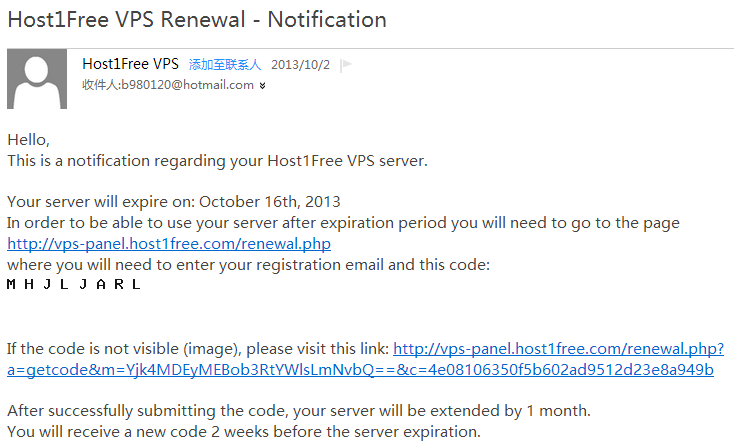 Host1Free VPS Renewal - Notification
Host1Free VPS 添加至联系人 2013/10/2
收件人:b980120@hotmail.com
Hello,
This is a notification regarding your Host1Free VPS server.
Your server will expire on: October 16th, 2013
In order to be able to use your server after expiration period you will need to go to the page
http://vps-panel.host1free.com/renewal.php
where you will need to enter your registration email and this code:
M H J L J A R L
If the code is not visible (image), please visit this link: http://vps-panel.host1free.com/renewal.php?
a=getcode&m=Yjk4MDEyMEBob3RtYWlsLmNvbQ==&c=4e08106350f5b602ad9512d23e8a949b
After successfully submitting the code, your server will be extended by 1 month.
You will receive a new code 2 weeks before the server expiration.